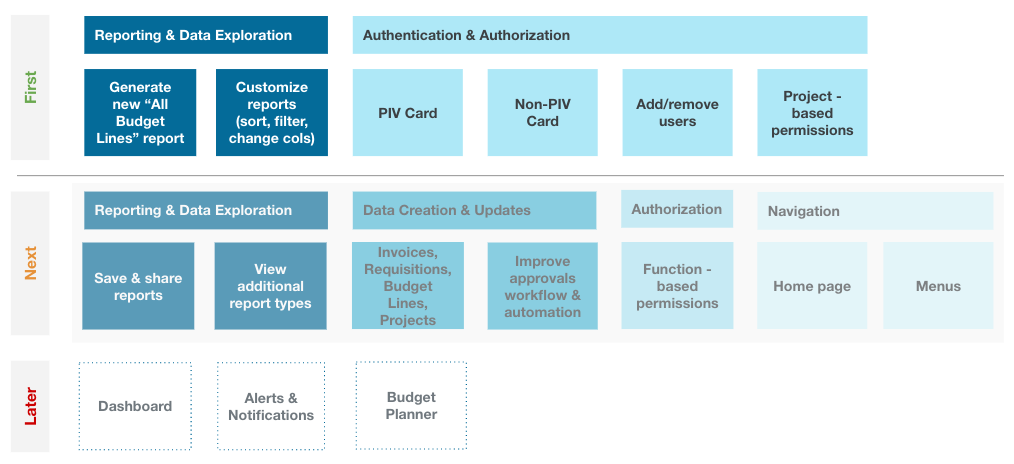 First
Reporting & Data Exploration
Authentication & Authorization
Generate
new “All
Budget
Lines” report
Customize
reports
(sort, filter,
change cols)
PIV Card
Non-PIV
Card
Add/remove
users
Project -
based
permissions
Next
Reporting & Data Exploration
Data Creation & Updates
Authorization
Navigation
Save & share
reports
View
additional
report types
Invoices,
Requisitions,
Budget
Lines,
Projects
Improve
approvals
workflow &
automation
Function -
based
permissions
Home page
Menus
Later
Dashboard
Alerts &
Notifications
Budget
Planner